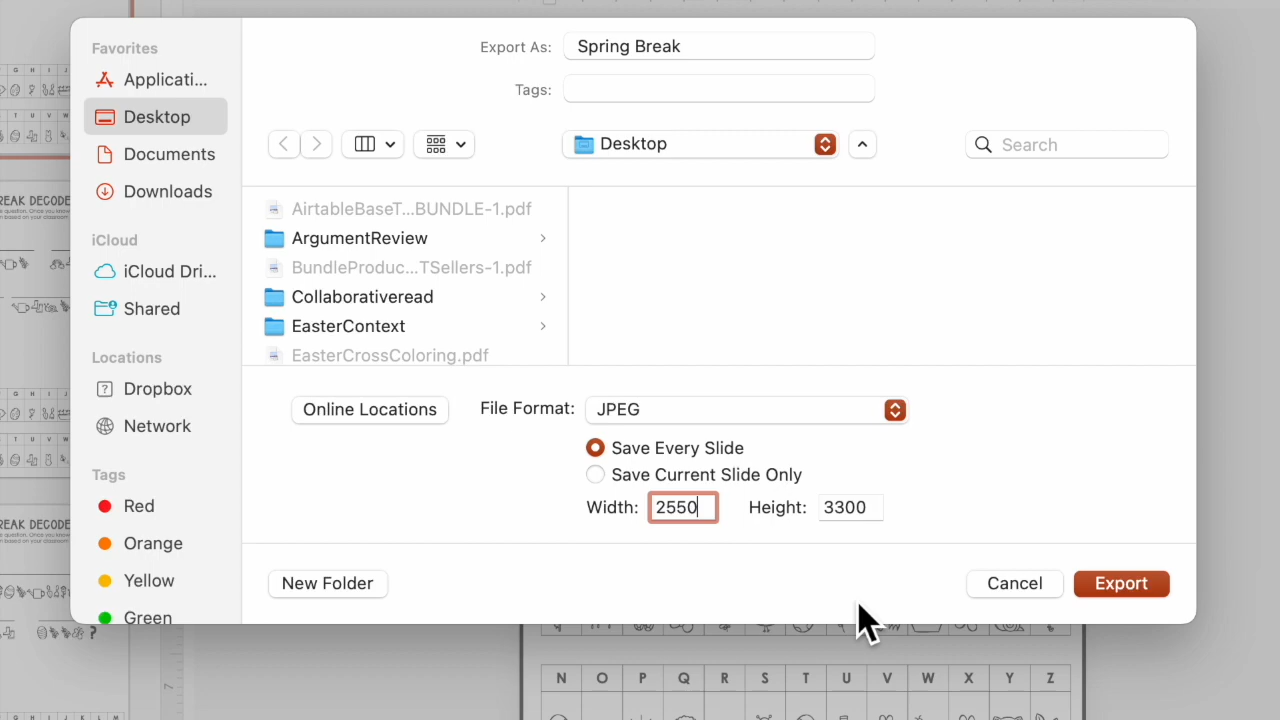 Favorites
Applicati...
Desktop
Documents
Downloads
iCloud
iCloud Dri...
Shared
Locations
Dropbox
Network
Tags
Red
Orange
Yellow
Green
Export As: Spring Break
Tags:
Desktop
Search
AirtableBaseT...BUNDLE-1.pdf
ArgumentReview
BundleProduc...TSellers-1.pdf
Collaborativeread
EasterContext
EasterCrossColoring.pdf
Online Locations
File Format: JPEG
Save Every Slide
Save Current Slide Only
Width: 2550 Height: 3300
New Folder
Cancel
Export
REAK DECODE
REAK DECODE
7
N O P Q R S T U V W X Y Z